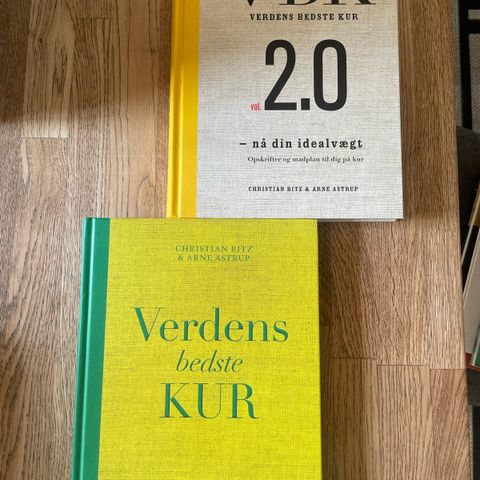 VBK
VERDENS BEDSTE KUR
vol. 2.0
– nå din idealvægt
Opskrifter og madplan til dig på kur
CHRISTIAN BITZ & ARNE ASTRUP
CHRISTIAN BITZ
& ARNE ASTRUP
Verdens
bedste
KUR